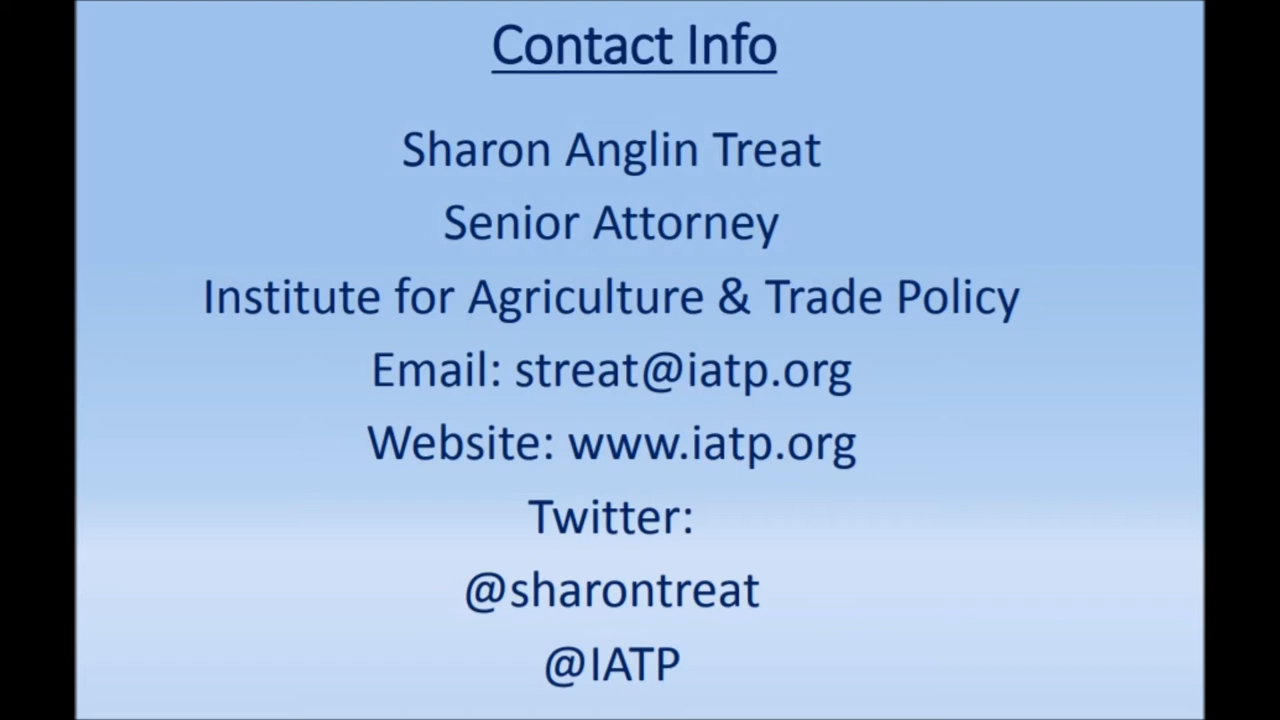 Contact Info
Sharon Anglin Treat
Senior Attorney
Institute for Agriculture & Trade Policy
Email: streat@iatp.org
Website: www.iatp.org
Twitter:
@sharontreat
@IATP